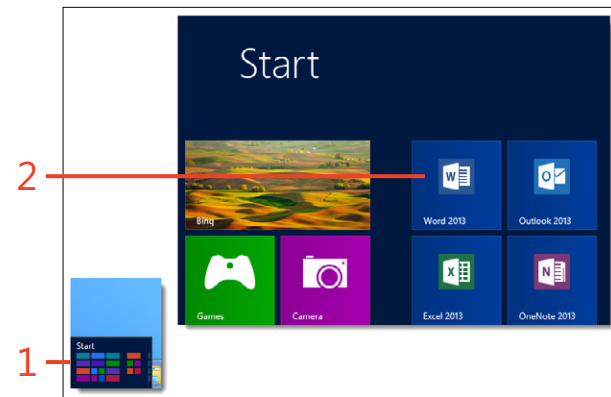 Start
2
Bing
Word 2013
Outlook 2013
Games
Camera
Excel 2013
OneNote 2013
Start
1